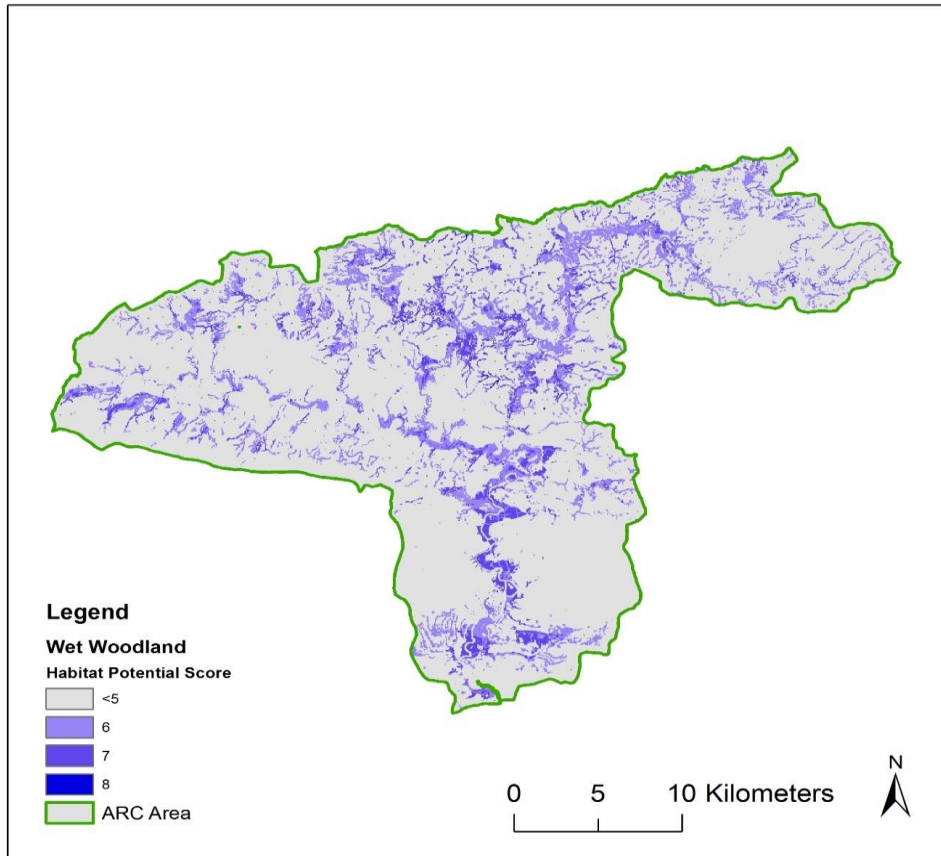 Legend
Wet Woodland
Habitat Potential Score
<5
6
7
8
ARC Area
0 5 10 Kilometers
N